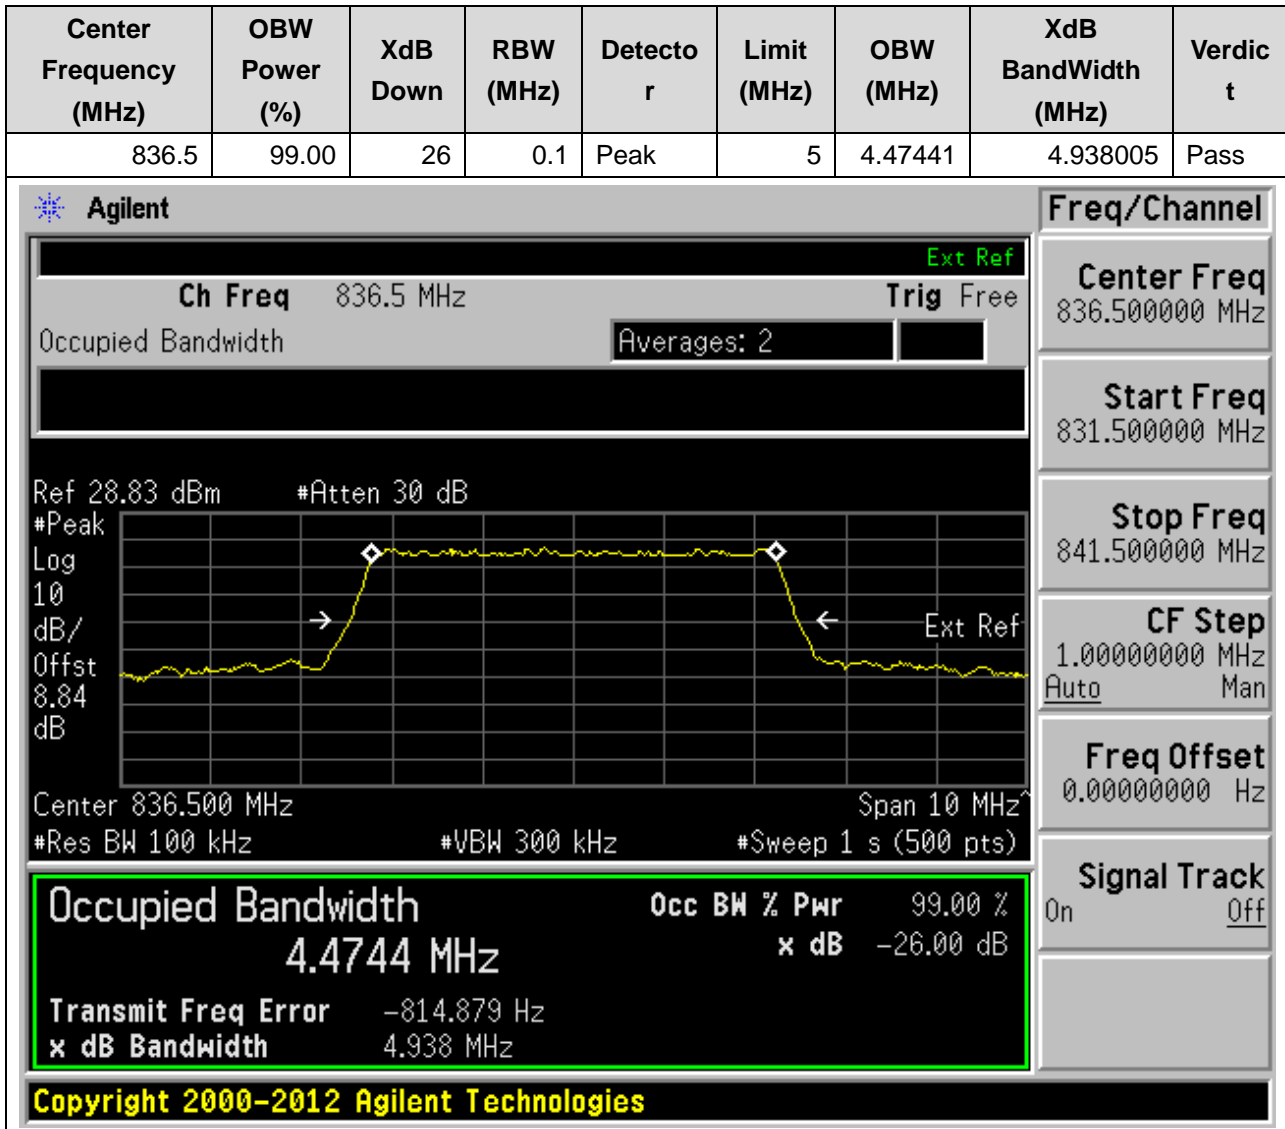 Center Frequency (MHz) OBW Power (%) XdB Down RBW (MHz) Detecto r Limit (MHz) OBW (MHz) XdB BandWidth (MHz) Verdic t
836.5 99.00 26 0.1 Peak 5 4.47441 4.938005 Pass
Agilent
Freq/Channel
Ext Ref
Ch Freq 836.5 MHz Trig Free
Occupied Bandwidth Averages: 2
Center Freq
836.500000 MHz
Start Freq
831.500000 MHz
Stop Freq
841.500000 MHz
CF Step
1.00000000 MHz
Auto Man
Freq Offset
0.00000000 Hz
Signal Track
On Off
Ref 28.83 dBm #Atten 30 dB
#Peak
Log
10
dB/
Offst
8.84
dB
Ext Ref
Center 836.500 MHz Span 10 MHz^
#Res BW 100 kHz #VBW 300 kHz #Sweep 1 s (500 pts)
Occupied Bandwidth Occ BW % Pwr 99.00 %
4.4744 MHz x dB -26.00 dB
Transmit Freq Error -814.879 Hz
x dB Bandwidth 4.938 MHz
Copyright 2000-2012 Agilent Technologies